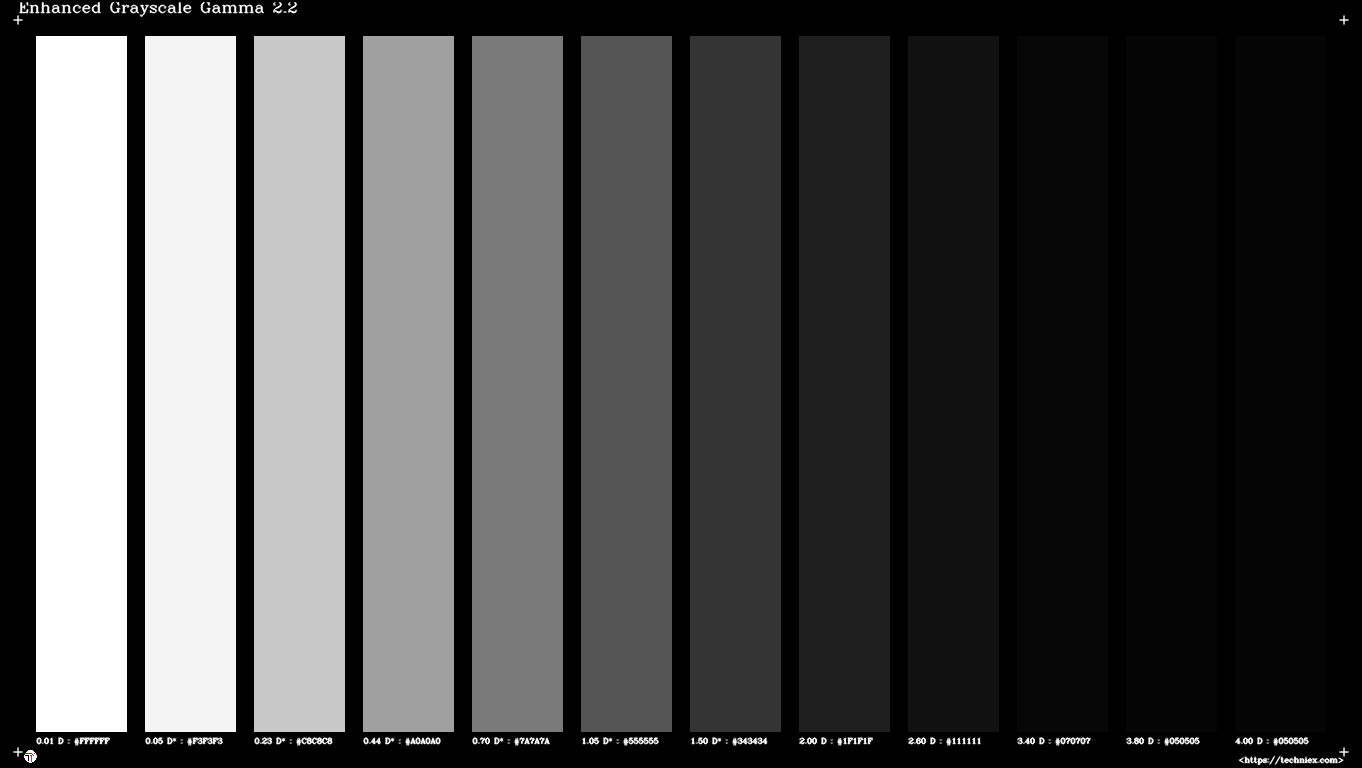 Enhanced Grayscale Gamma 2.2
0.01 D : #FFFFFF
0.05 D* : #F3F3F3
0.23 D* : #C8C8C8
0.44 D* : #A0A0A0
0.70 D* : #7A7A7A
1.05 D* : #555555
1.50 D* : #343434
2.00 D : #1F1F1F
2.60 D : #111111
3.40 D : #070707
3.80 D : #050505
4.00 D : #050505
<https://techniex.com>